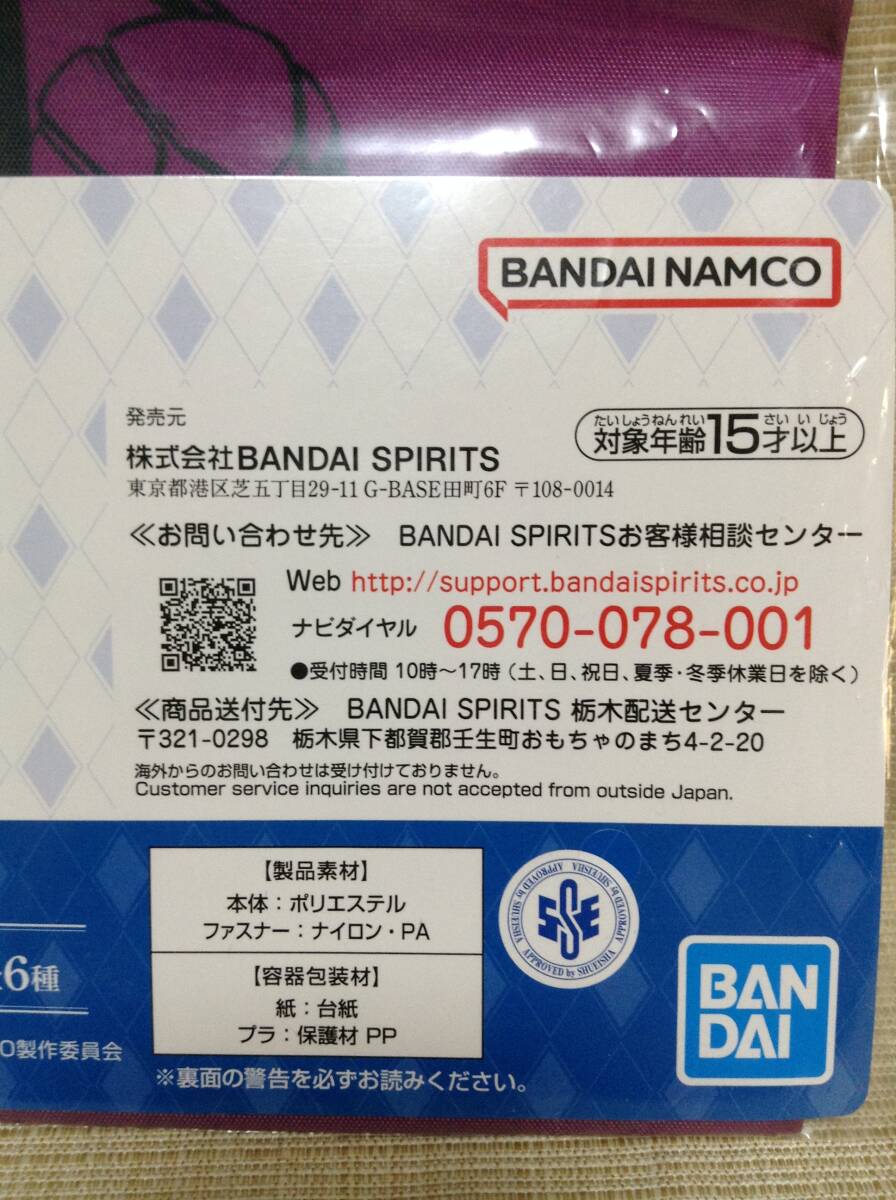 BANDAI NAMCO
発売元
たいしょうねんれい さい いじょう
対象年齢15才以上
株式会社BANDAI SPIRITS
東京都港区芝五丁目29-11 G-BASE田町6F 〒108-0014
≪お問い合わせ先≫ BANDAI SPIRITSお客様相談センター
Web http://support.bandaispirits.co.jp
ナビダイヤル 0570-078-001
●受付時間 10時～17時（土、日、祝日、夏季・冬季休業日を除く）
≪商品送付先≫ BANDAI SPIRITS 栃木配送センター
〒321-0298 栃木県下都賀郡壬生町おもちゃのまち4-2-20
海外からのお問い合わせは受け付けておりません。
Customer service inquiries are not accepted from outside Japan.
【製品素材】
本体：ポリエステル
ファスナー：ナイロン・PA
【容器包装材】
紙：台紙
プラ：保護材 PP
※裏面の警告を必ずお読みください。
6種
O製作委員会
APPROVED by SHUEISHA APPROVED by SHUEISHA APPROVED by SHUEISHA
SSE
BAN
DAI